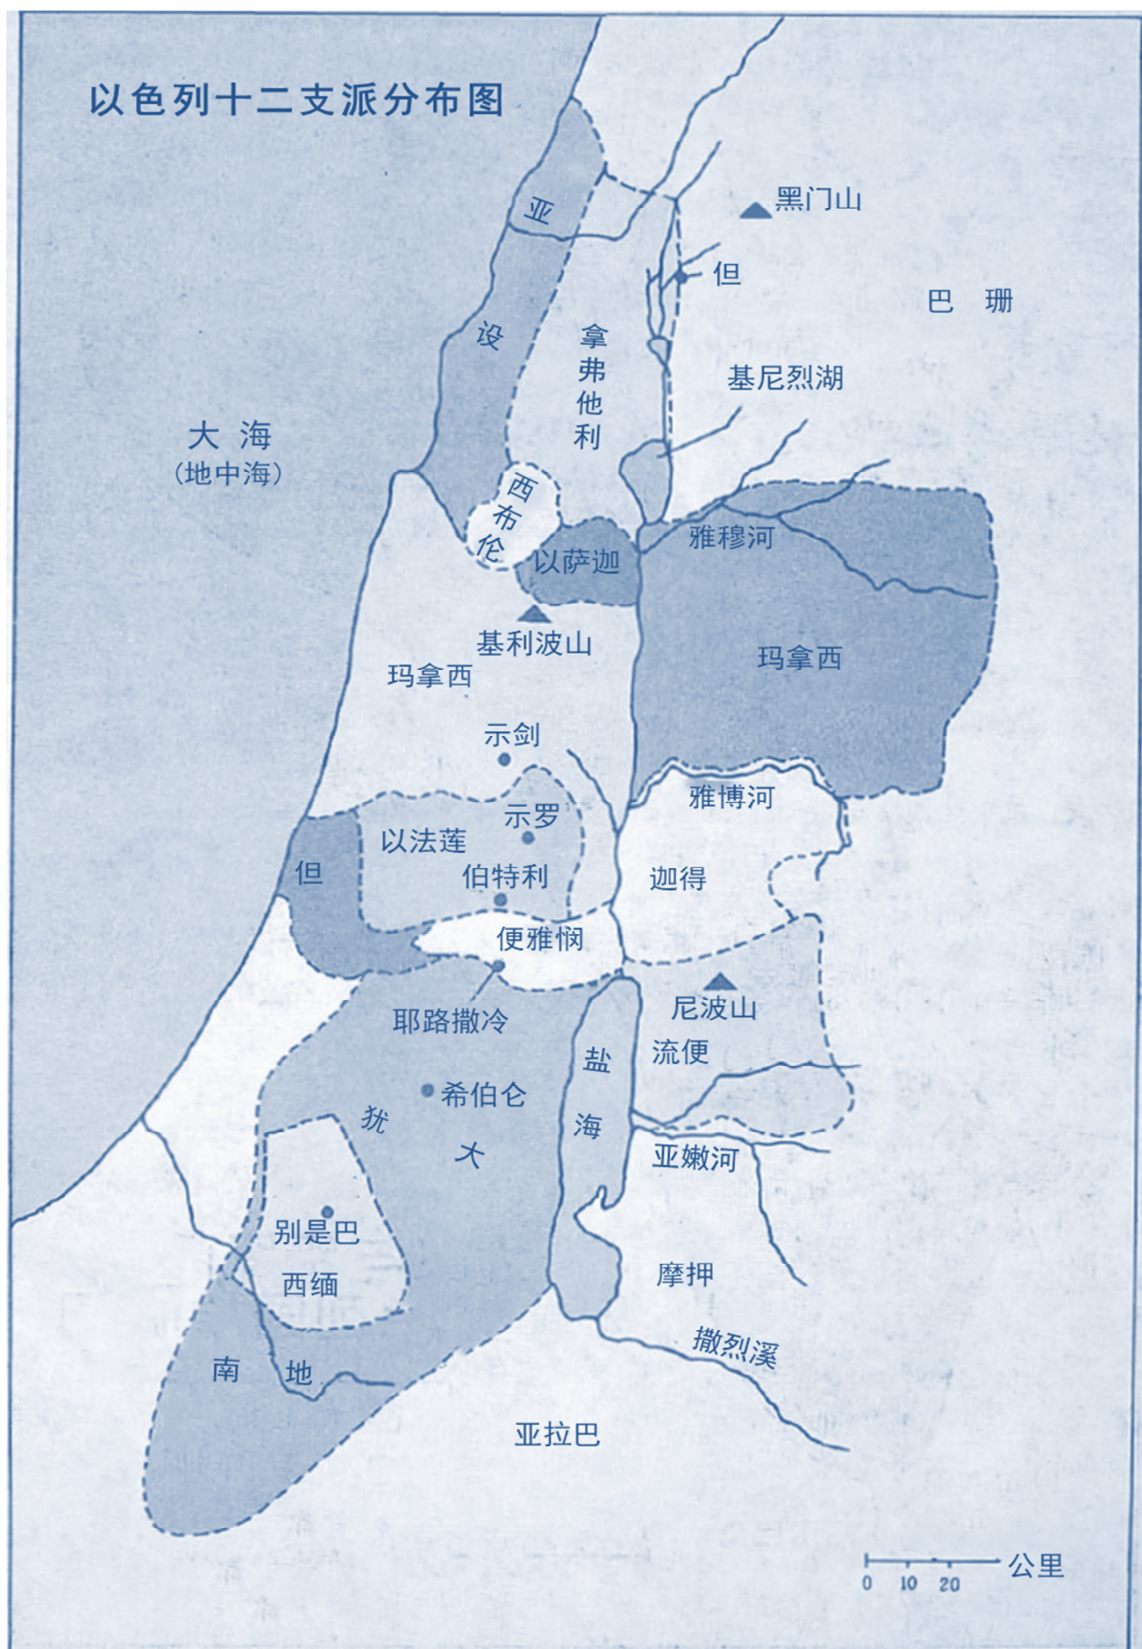 以色列十二支派分布图
亚设
黑门山
但
巴 珊
拿弗他利
基尼烈湖
大 海
(地中海)
西布伦
雅穆河
以萨迦
基利波山
玛拿西
玛拿西
示剑
雅博河
示罗
以法莲
但
伯特利
迦得
便雅悯
耶路撒冷
尼波山
流便
盐海
希伯仑
犹大
亚嫩河
别是巴
西缅
摩押
撒烈溪
南 地
亚拉巴
公里
0 10 20